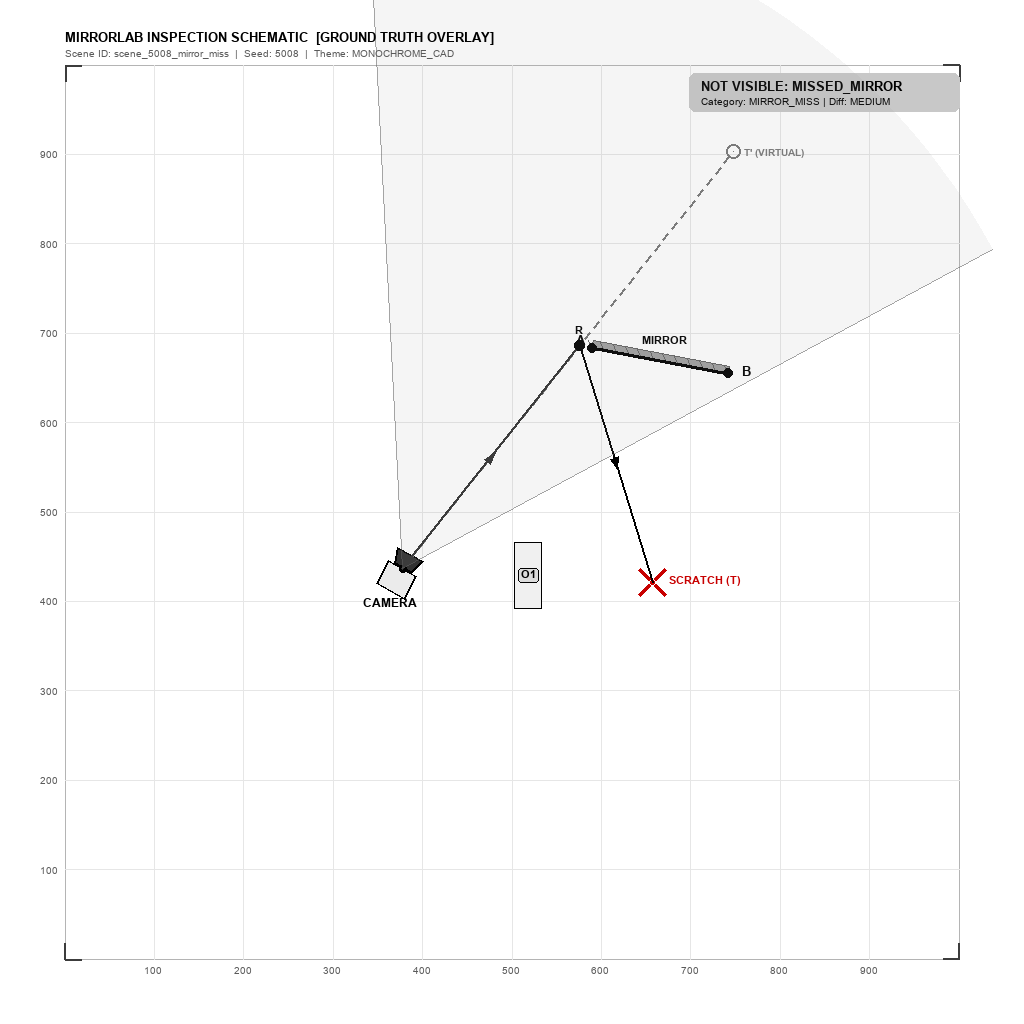 MIRRORLAB INSPECTION SCHEMATIC [GROUND TRUTH OVERLAY]
Scene ID: scene_5008_mirror_miss | Seed: 5008 | Theme: MONOCHROME_CAD
NOT VISIBLE: MISSED_MIRROR
Category: MIRROR_MISS | Diff: MEDIUM
900
T' (VIRTUAL)
800
700
R
MIRROR
B
600
500
O1
SCRATCH (T)
400
CAMERA
300
200
100
100 200 300 400 500 600 700 800 900